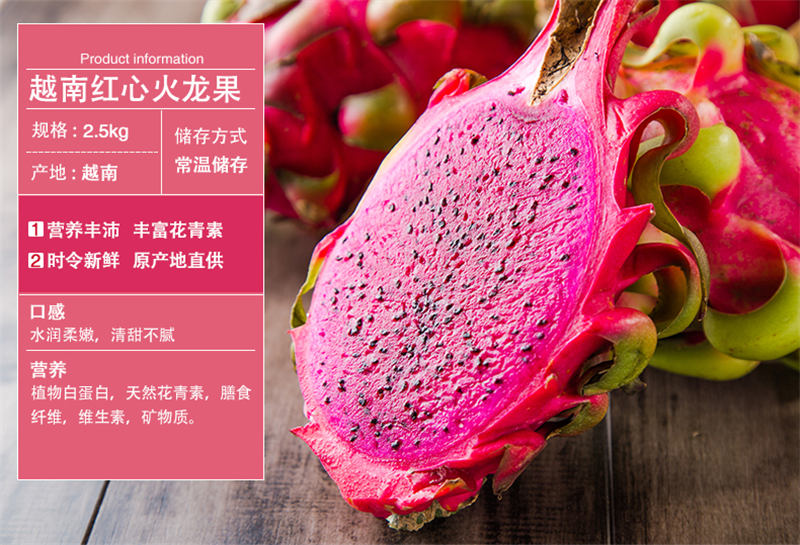 Product information
越南红心火龙果
规格 : 2.5kg
产地 : 越南
储存方式
常温储存
1 营养丰沛 丰富花青素
2 时令新鲜 原产地直供
口感
水润柔嫩，清甜不腻
营养
植物白蛋白，天然花青素，膳食
纤维，维生素，矿物质。